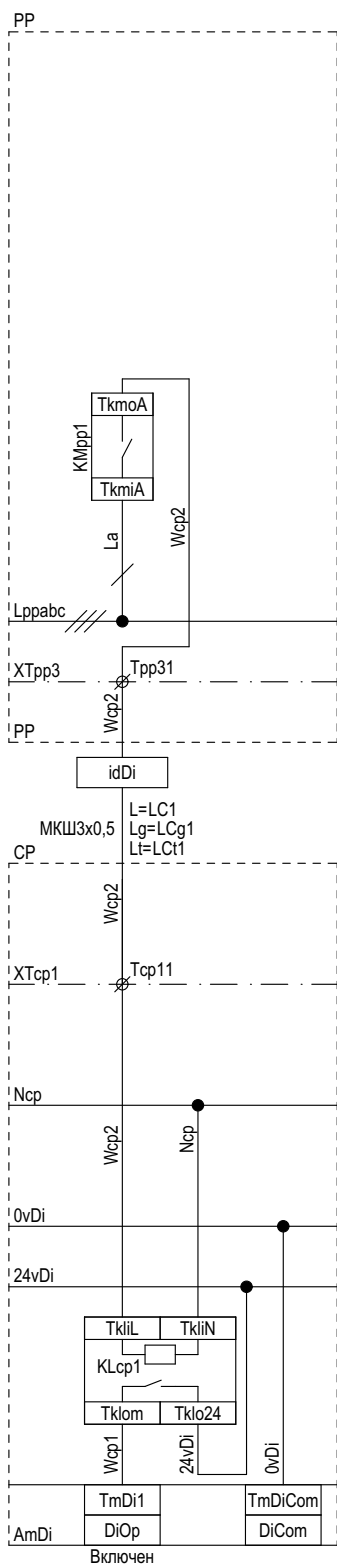 PP
TkmoA
KMpp1
TkmiA
La
Wcp2
Lppabc
XTpp3
Tpp31
Wcp2
PP
idDi
МКШ3х0,5
L=LC1
Lg=LCg1
Lt=LCt1
CP
Wcp2
XTcp1
Tcp11
Ncp
Wcp2
Ncp
0vDi
24vDi
TkliL
TkliN
KLcp1
Tklom
Tklo24
Wcp1
24vDi
0vDi
TmDi1
TmDiCom
AmDi
DiOp
DiCom
Включен